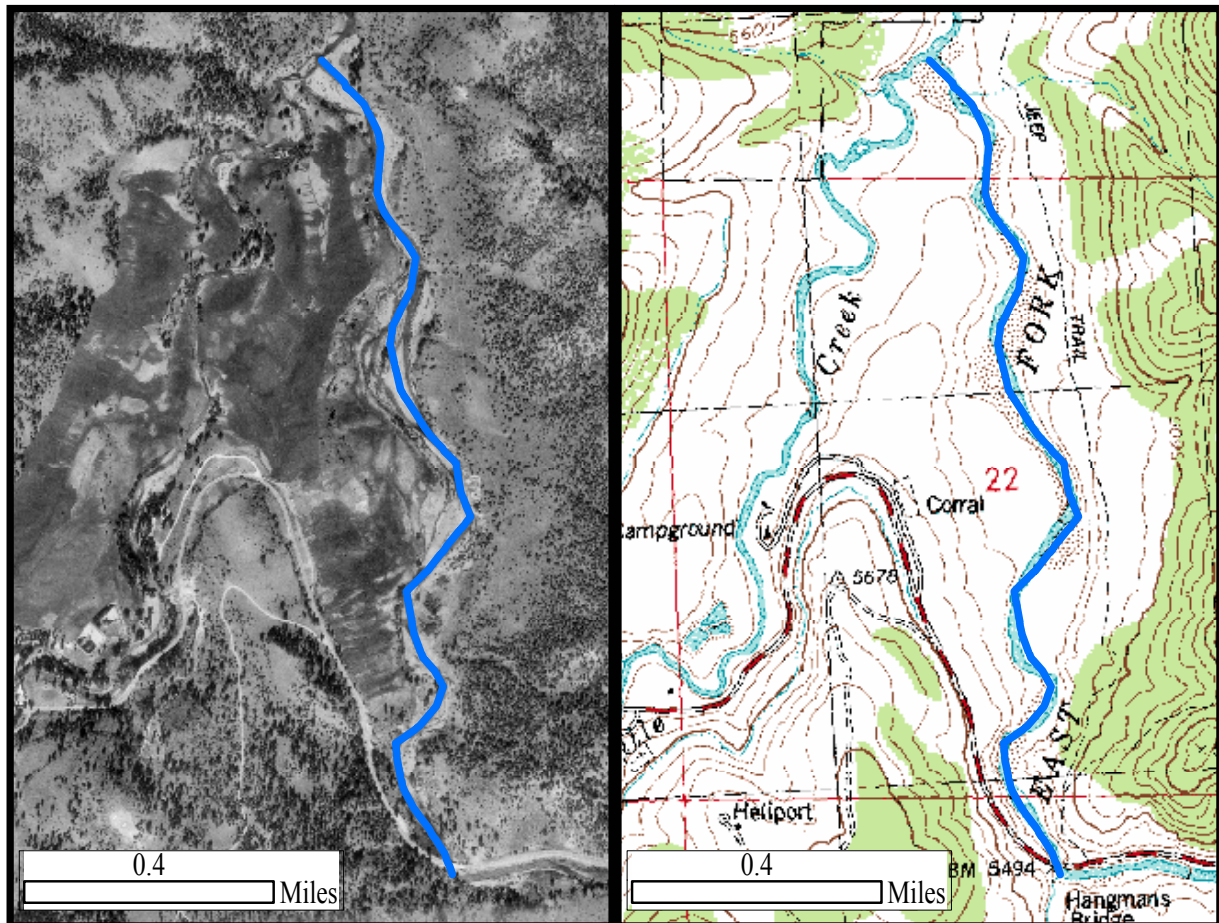 0.4
Miles
5600
JEEP
TRAIL
Creek
EAST FORK
22
Corral
Campground
5678
Heliport
BM 5494
Hangmans
Bridge
0.4
Miles